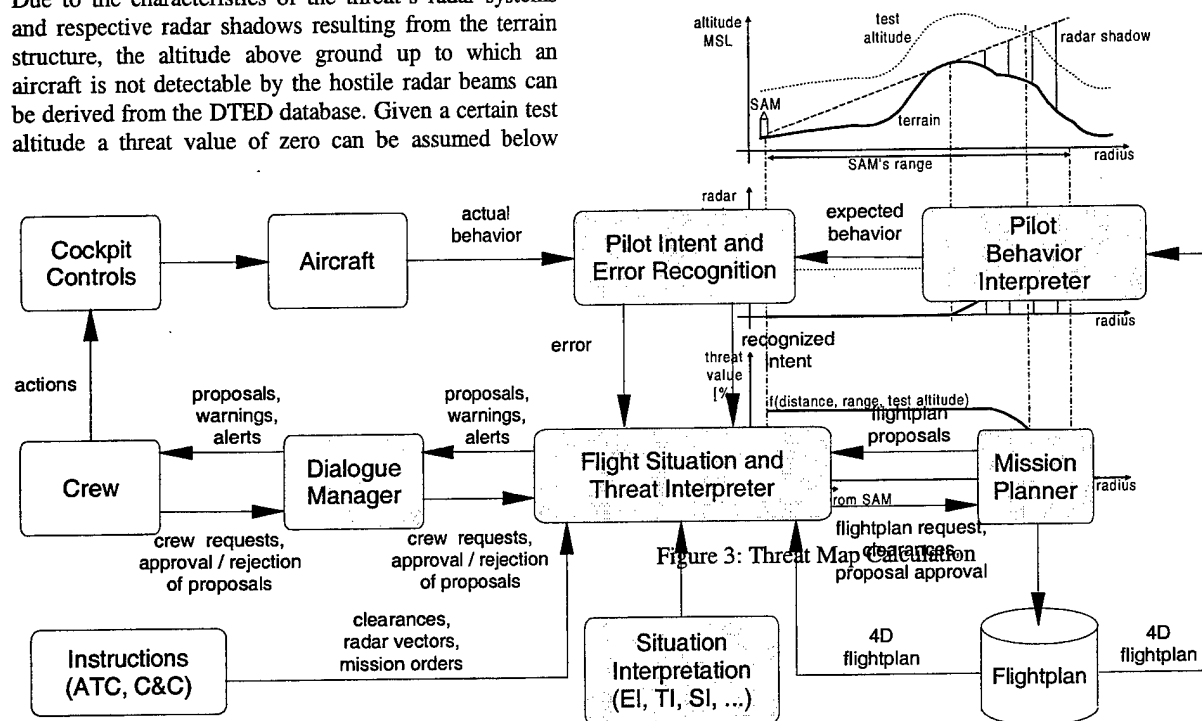 Due to the characteristics of the threat's radar systems
and respective radar shadows resulting from the terrain
structure, the altitude above ground up to which an
aircraft is not detectable by the hostile radar beams can
be derived from the DTED database. Given a certain test
altitude a threat value of zero can be assumed below
altitude
MSL
test
altitude
radar shadow
SAM
terrain
radius
SAM's range
radar
Cockpit
Controls
Aircraft
actual
behavior
Pilot Intent and
Error Recognition
expected
behavior
Pilot
Behavior
Interpreter
radius
actions
error
recognized
intent
threat
value
[%]
f(distance, range, test altitude)
proposals,
warnings,
alerts
proposals,
warnings,
alerts
flightplan
proposals
Crew
Dialogue
Manager
Flight Situation and
Threat Interpreter
Mission
Planner
radius
rom SAM
crew requests,
approval / rejection
of proposals
crew requests,
approval / rejection
of proposals
flightplan request,
clearances,
proposal approval
Figure 3: Threat Map Calculation
clearances,
radar vectors,
mission orders
Instructions
(ATC, C&C)
Situation
Interpretation
(EI, TI, SI, ...)
4D
flightplan
Flightplan
4D
flightplan